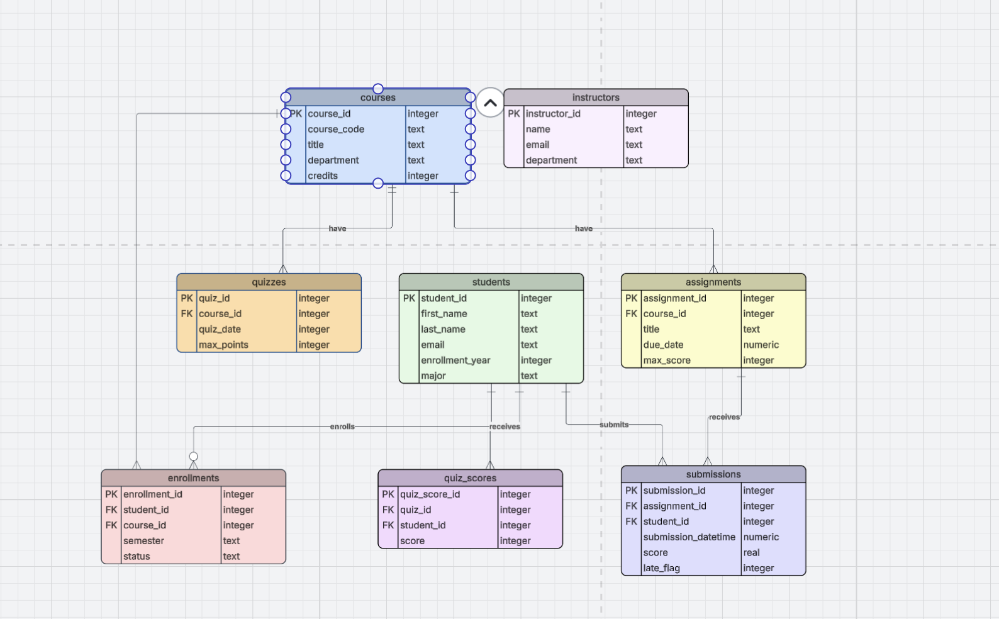 courses
PK course_id integer
course_code text
title text
department text
credits integer
instructors
PK instructor_id integer
name text
email text
department text
have
have
quizzes
PK quiz_id integer
FK course_id integer
quiz_date integer
max_points integer
students
PK student_id integer
first_name text
last_name text
email text
enrollment_year integer
major text
assignments
PK assignment_id integer
FK course_id integer
title text
due_date numeric
max_score integer
enrolls
receives
submits
receives
enrollments
PK enrollment_id integer
FK student_id integer
FK course_id integer
semester text
status text
quiz_scores
PK quiz_score_id integer
FK quiz_id integer
FK student_id integer
score integer
submissions
PK submission_id integer
FK assignment_id integer
FK student_id integer
submission_datetime numeric
score real
late_flag integer